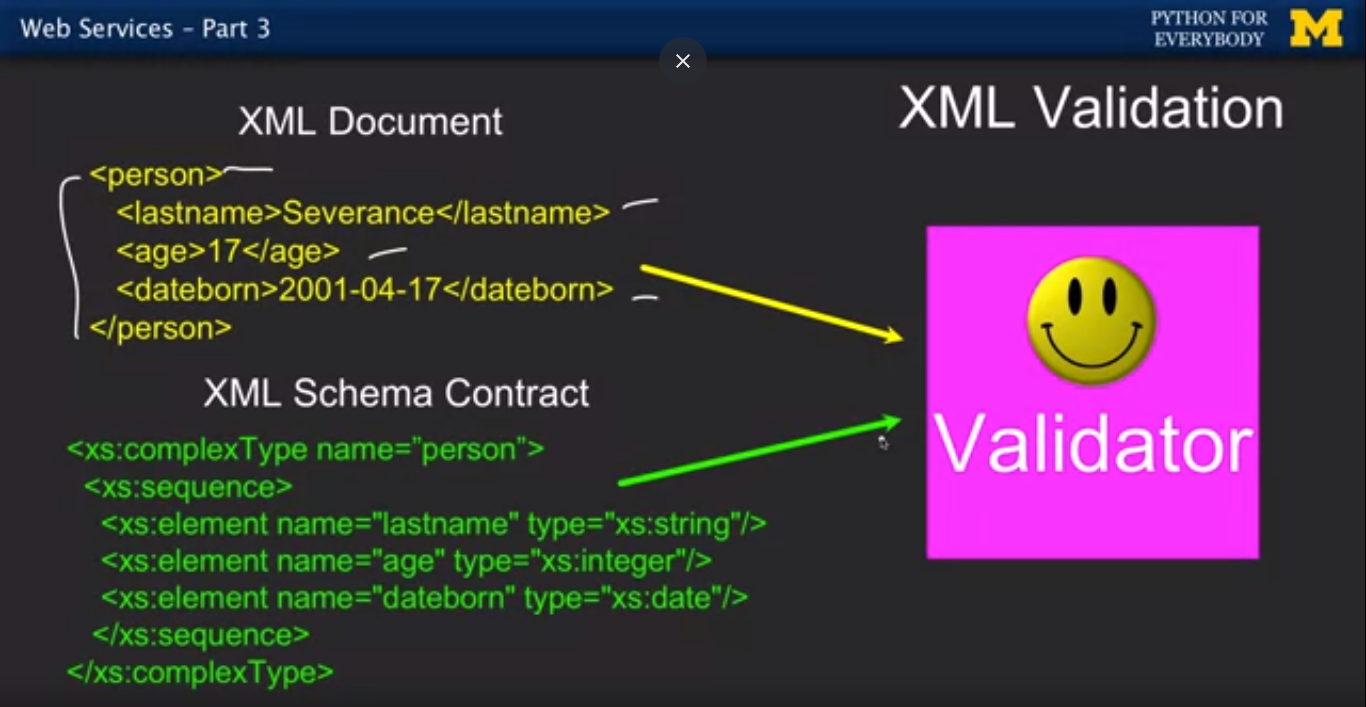 Web Services – Part 3
PYTHON FOR
EVERYBODY
M
XML Document
<person>
<lastname>Severance</lastname>
<age>17</age>
<dateborn>2001-04-17</dateborn>
</person>
XML Schema Contract
<xs:complexType name=”person”>
<xs:sequence>
<xs:element name="lastname" type="xs:string"/>
<xs:element name="age" type="xs:integer"/>
<xs:element name="dateborn" type="xs:date"/>
</xs:sequence>
</xs:complexType>
XML Validation
Validator